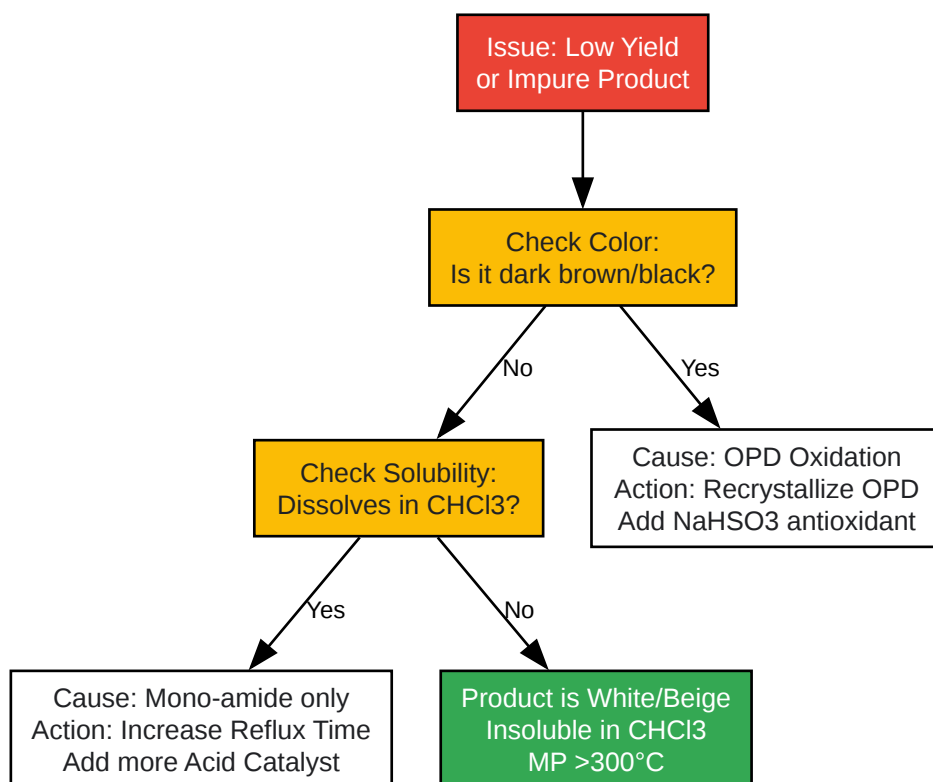 Issue: Low Yield
or Impure Product
Check Color:
Is it dark brown/black?
No
Yes
Check Solubility:
Dissolves in CHCl3?
Cause: OPD Oxidation
Action: Recrystallize OPD
Add NaHSO3 antioxidant
Yes
No
Cause: Mono-amide only
Action: Increase Reflux Time
Add more Acid Catalyst
Product is White/Beige
Insoluble in CHCl3
MP >300°C